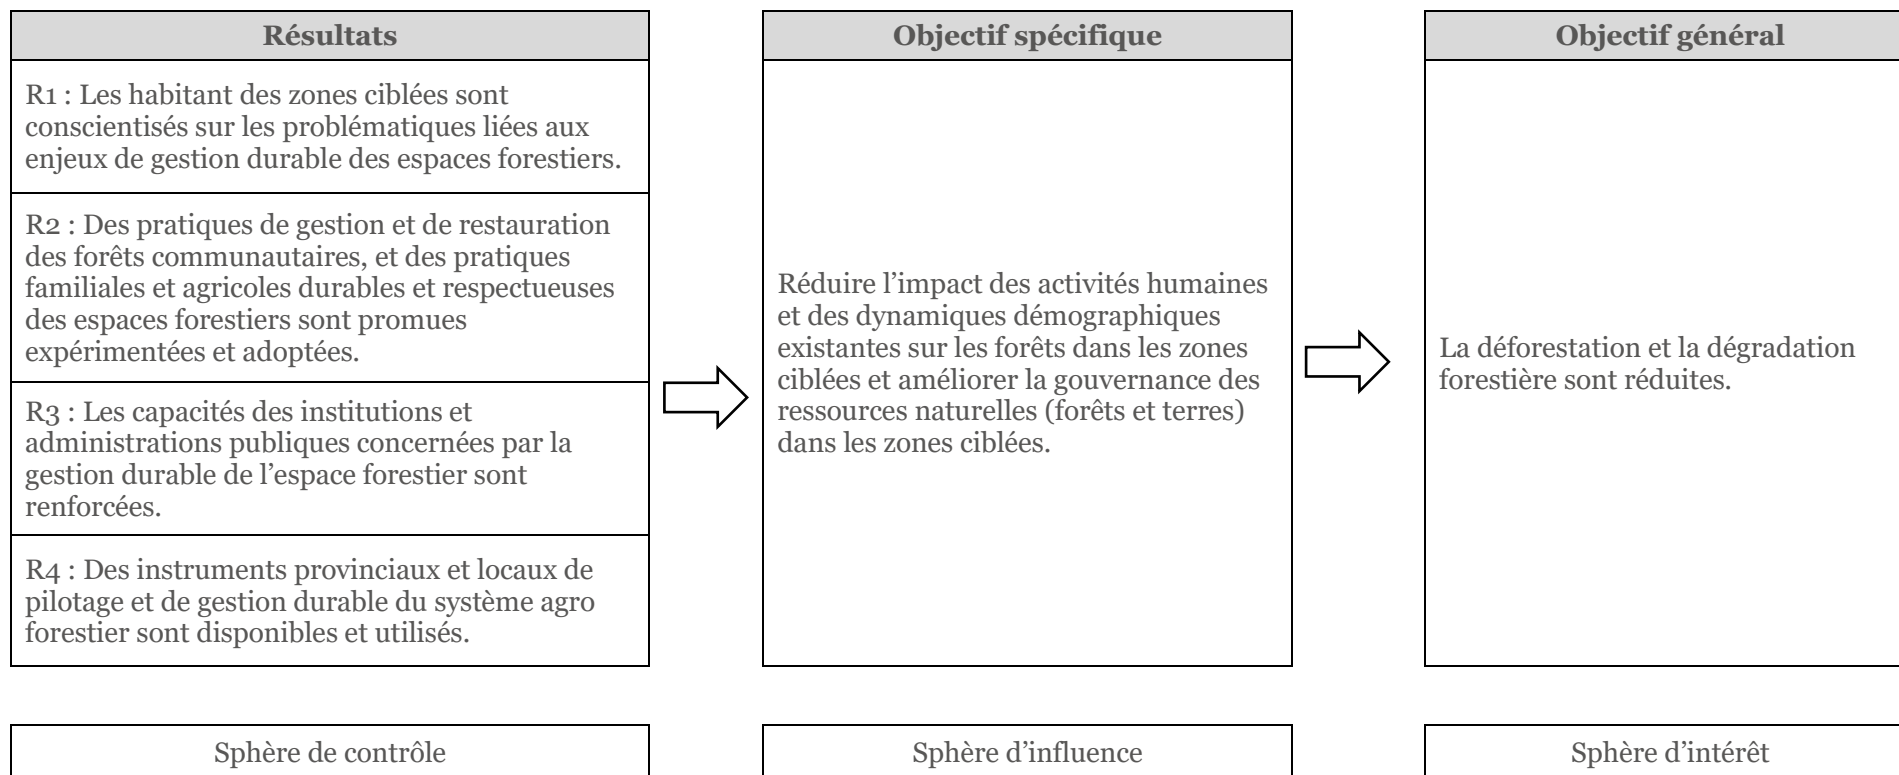 Résultats
R1 : Les habitant des zones ciblées sont
conscientisés sur les problématiques liées aux
enjeux de gestion durable des espaces forestiers.
R2 : Des pratiques de gestion et de restauration
des forêts communautaires, et des pratiques
familiales et agricoles durables et respectueuses
des espaces forestiers sont promues
expérimentées et adoptées.
R3 : Les capacités des institutions et
administrations publiques concernées par la
gestion durable de l’espace forestier sont
renforcées.
R4 : Des instruments provinciaux et locaux de
pilotage et de gestion durable du système agro
forestier sont disponibles et utilisés.
Objectif spécifique
Réduire l’impact des activités humaines
et des dynamiques démographiques
existantes sur les forêts dans les zones
ciblées et améliorer la gouvernance des
ressources naturelles (forêts et terres)
dans les zones ciblées.
Objectif général
La déforestation et la dégradation
forestière sont réduites.
Sphère de contrôle
Sphère d’influence
Sphère d’intérêt